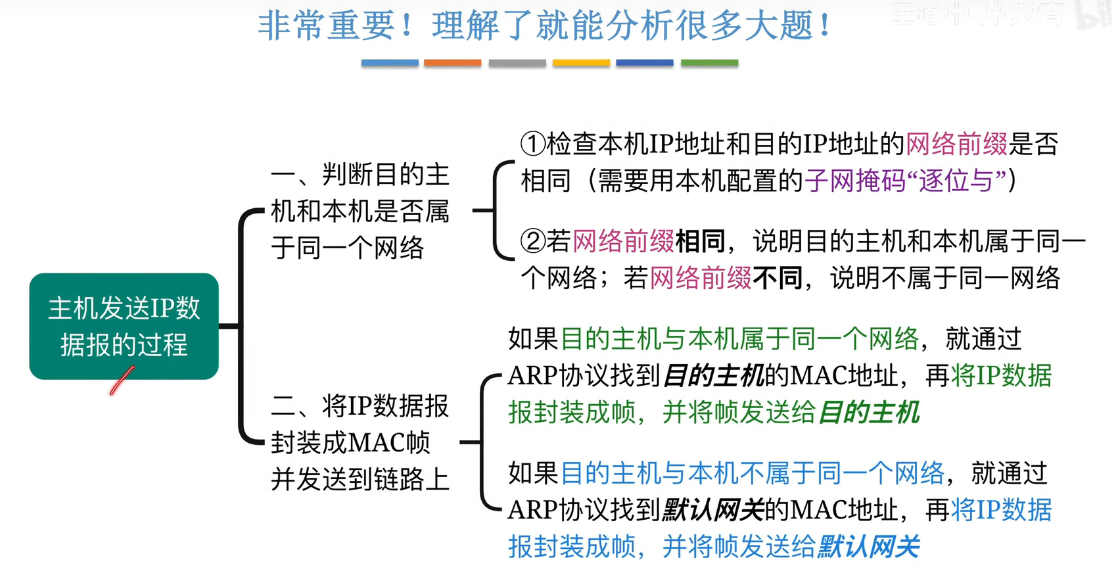 非常重要！理解了就能分析很多大题！
一、判断目的主
机和本机是否属
于同一个网络
①检查本机IP地址和目的IP地址的网络前缀是否
相同（需要用本机配置的子网掩码“逐位与”）
②若网络前缀相同，说明目的主机和本机属于同一
个网络；若网络前缀不同，说明不属于同一网络
主机发送IP数
据报的过程
二、将IP数据报
封装成MAC帧
并发送到链路上
如果目的主机与本机属于同一个网络，就通过
ARP协议找到目的主机的MAC地址，再将IP数据
报封装成帧，并将帧发送给目的主机
如果目的主机与本机不属于同一个网络，就通过
ARP协议找到默认网关的MAC地址，再将IP数据
报封装成帧，并将帧发送给默认网关